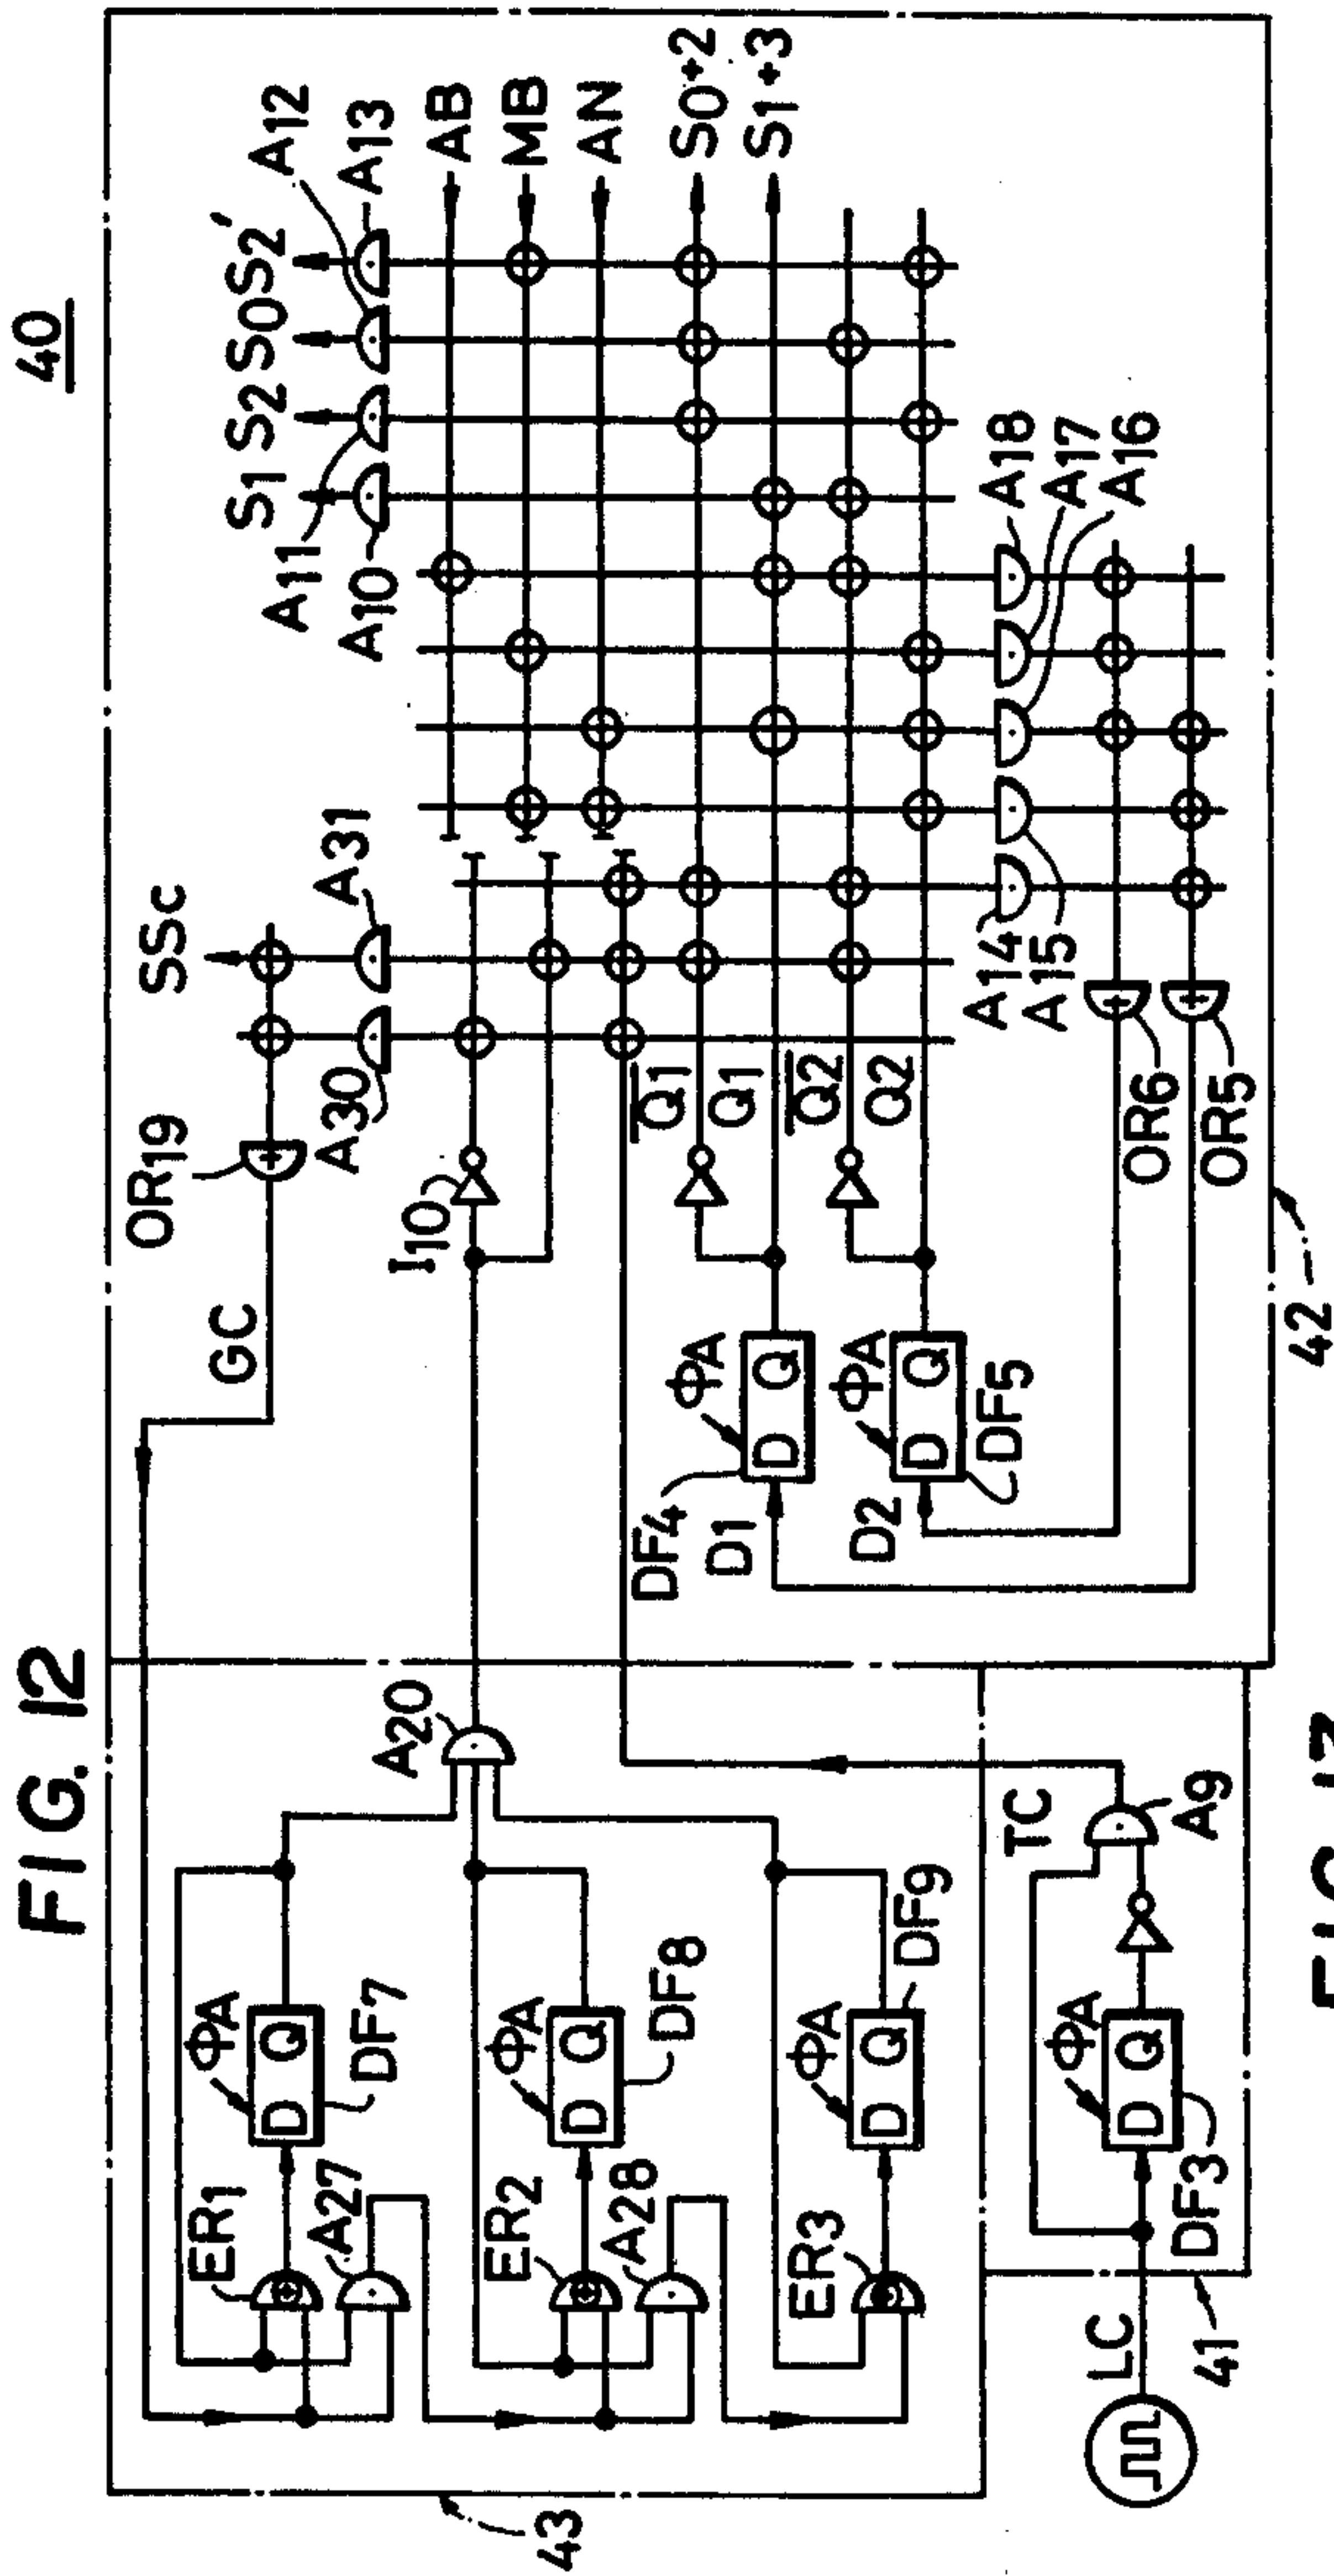 FIG. 12
40
43
42
41
GC
OR19
SSc
A30
A31
A11
A10
S1
S2
S0
S2'
A12
A13
AB
MB
AN
S0+2
S1+3
I10
A20
ER1
A27
ΦA
D Q
DF7
ER2
A28
ΦA
D Q
DF8
ER3
ΦA
D Q
DF9
LC
ΦA
D Q
DF3
TC
A9
DF4
D1
ΦA
D Q
D2
ΦA
D Q
DF5
Q1
Q1
Q2
Q2
A14
A15
A18
A17
A16
OR6
OR5